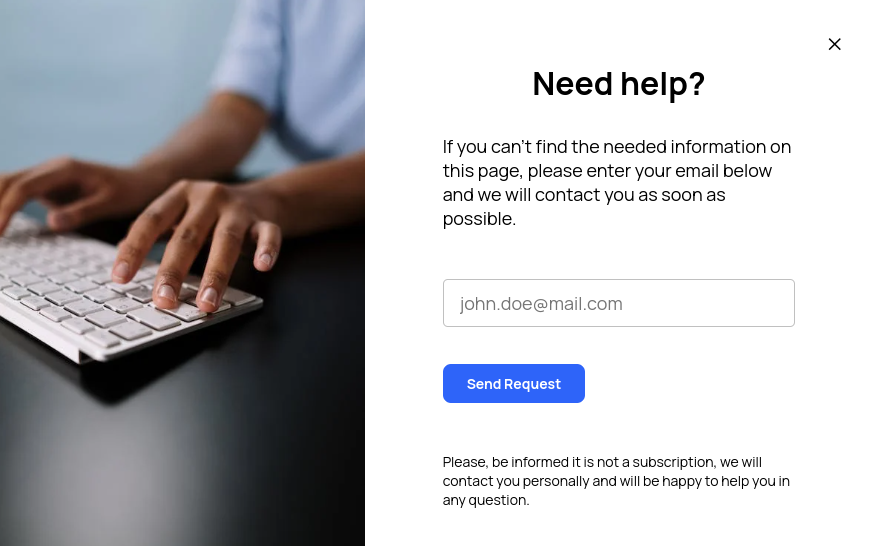 Need help?
If you can't find the needed information on
this page, please enter your email below
and we will contact you as soon as
possible.
john.doe@mail.com
Send Request
Please, be informed it is not a subscription, we will
contact you personally and will be happy to help you in
any question.